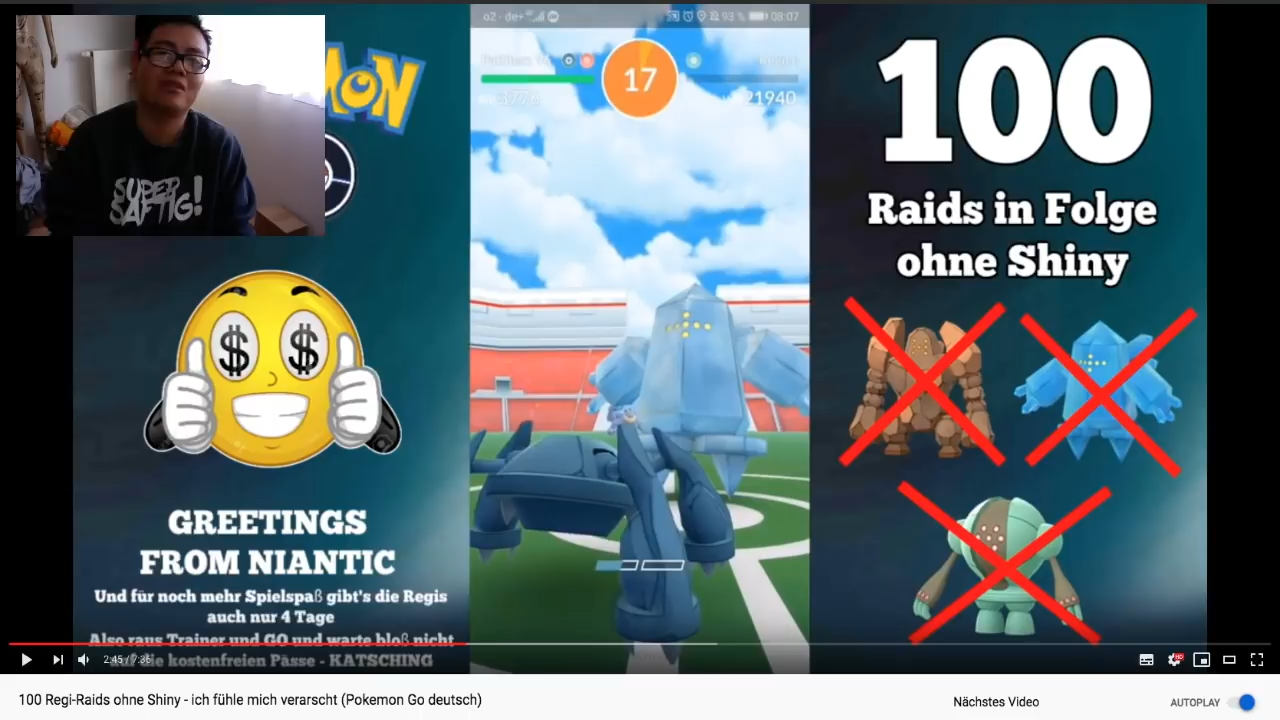 MON
SUPER
SAFTIG!
GREETINGS
FROM NIANTIC
Und für noch mehr Spielspaß gibt's die Regis
auch nur 4 Tage
Also raus Trainer und GO und warte bloß nicht
kostenfreien Pässe - KATSCHING
o2 - de+
93 % 08:07
17
21940
100
Raids in Folge
ohne Shiny
2:45 / 7:36
HD
100 Regi-Raids ohne Shiny - ich fühle mich verarscht (Pokemon Go deutsch)
Nächstes Video
AUTOPLAY